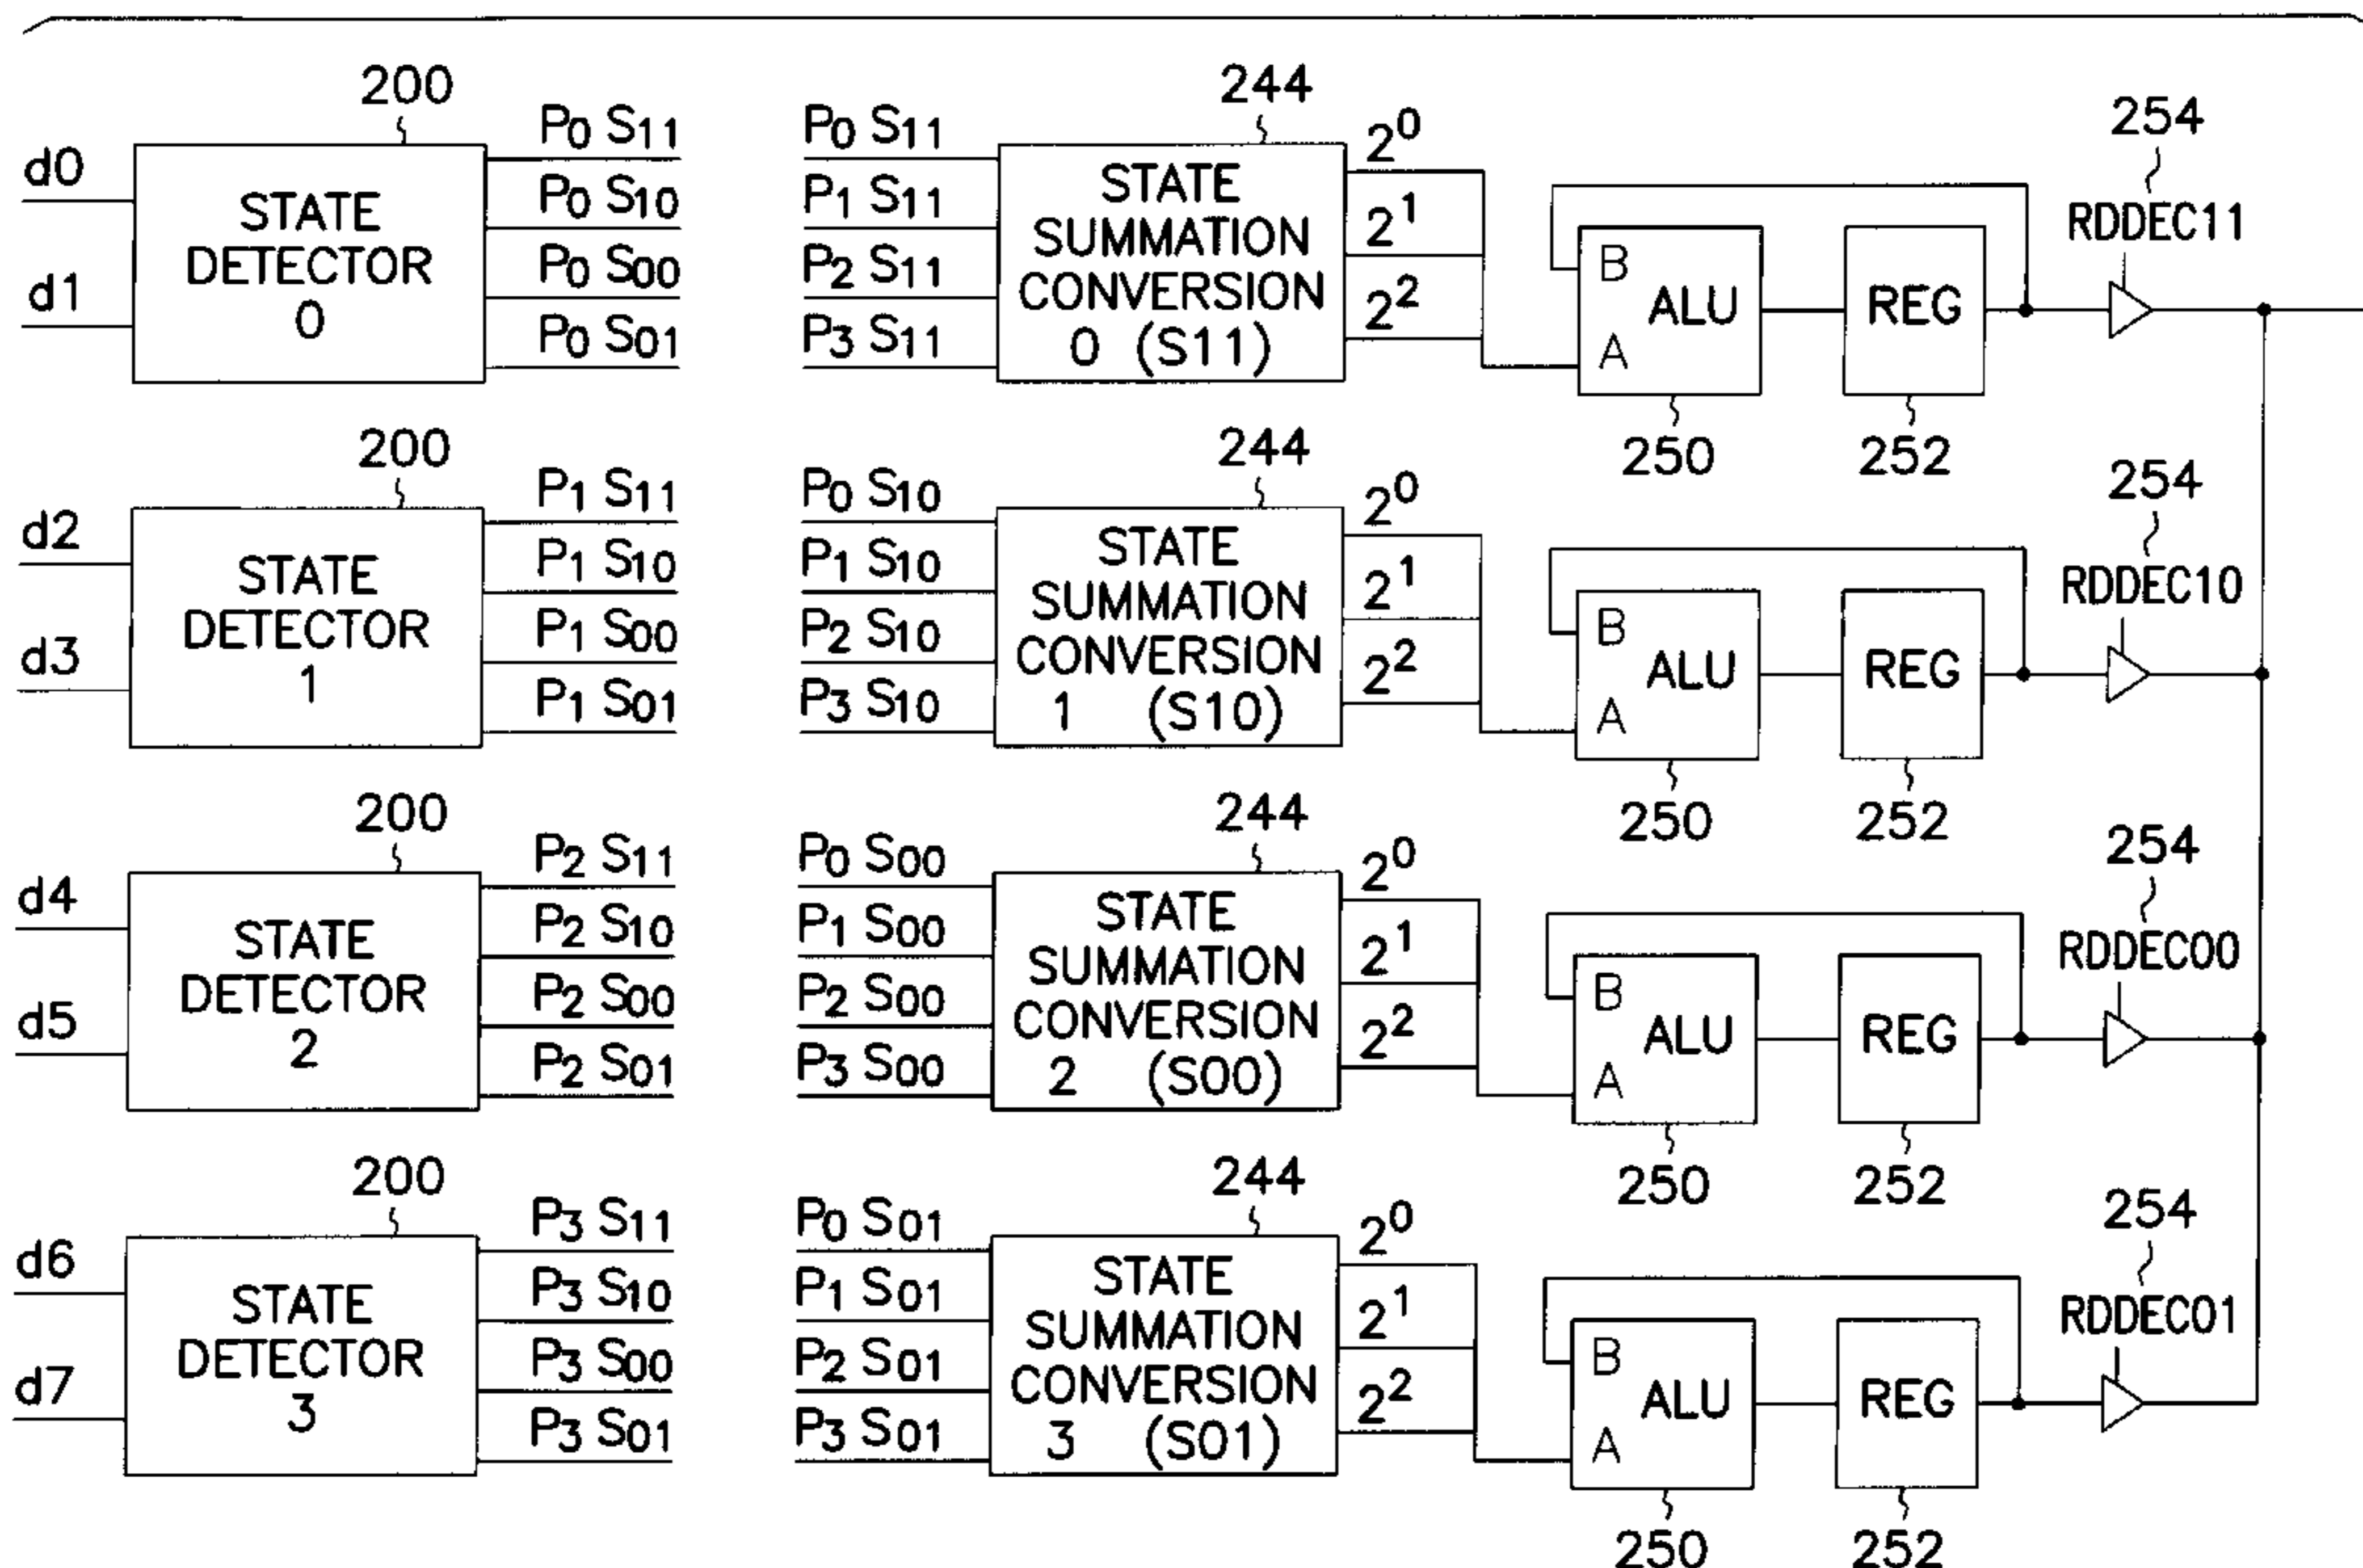 200
d0
d1
STATE
DETECTOR
0
P0 S11
P0 S10
P0 S00
P0 S01
P0 S11
P1 S11
P2 S11
P3 S11
244
STATE
SUMMATION
CONVERSION
0 (S11)
2^0
2^1
2^2
B
A
ALU
250
REG
252
254
RDDEC11
200
d2
d3
STATE
DETECTOR
1
P1 S11
P1 S10
P1 S00
P1 S01
P0 S10
P1 S10
P2 S10
P3 S10
244
STATE
SUMMATION
CONVERSION
1 (S10)
2^0
2^1
2^2
B
A
ALU
250
REG
252
254
RDDEC10
200
d4
d5
STATE
DETECTOR
2
P2 S11
P2 S10
P2 S00
P2 S01
P0 S00
P1 S00
P2 S00
P3 S00
244
STATE
SUMMATION
CONVERSION
2 (S00)
2^0
2^1
2^2
B
A
ALU
250
REG
252
254
RDDEC00
200
d6
d7
STATE
DETECTOR
3
P3 S11
P3 S10
P3 S00
P3 S01
P0 S01
P1 S01
P2 S01
P3 S01
244
STATE
SUMMATION
CONVERSION
3 (S01)
2^0
2^1
2^2
B
A
ALU
250
REG
252
254
RDDEC01